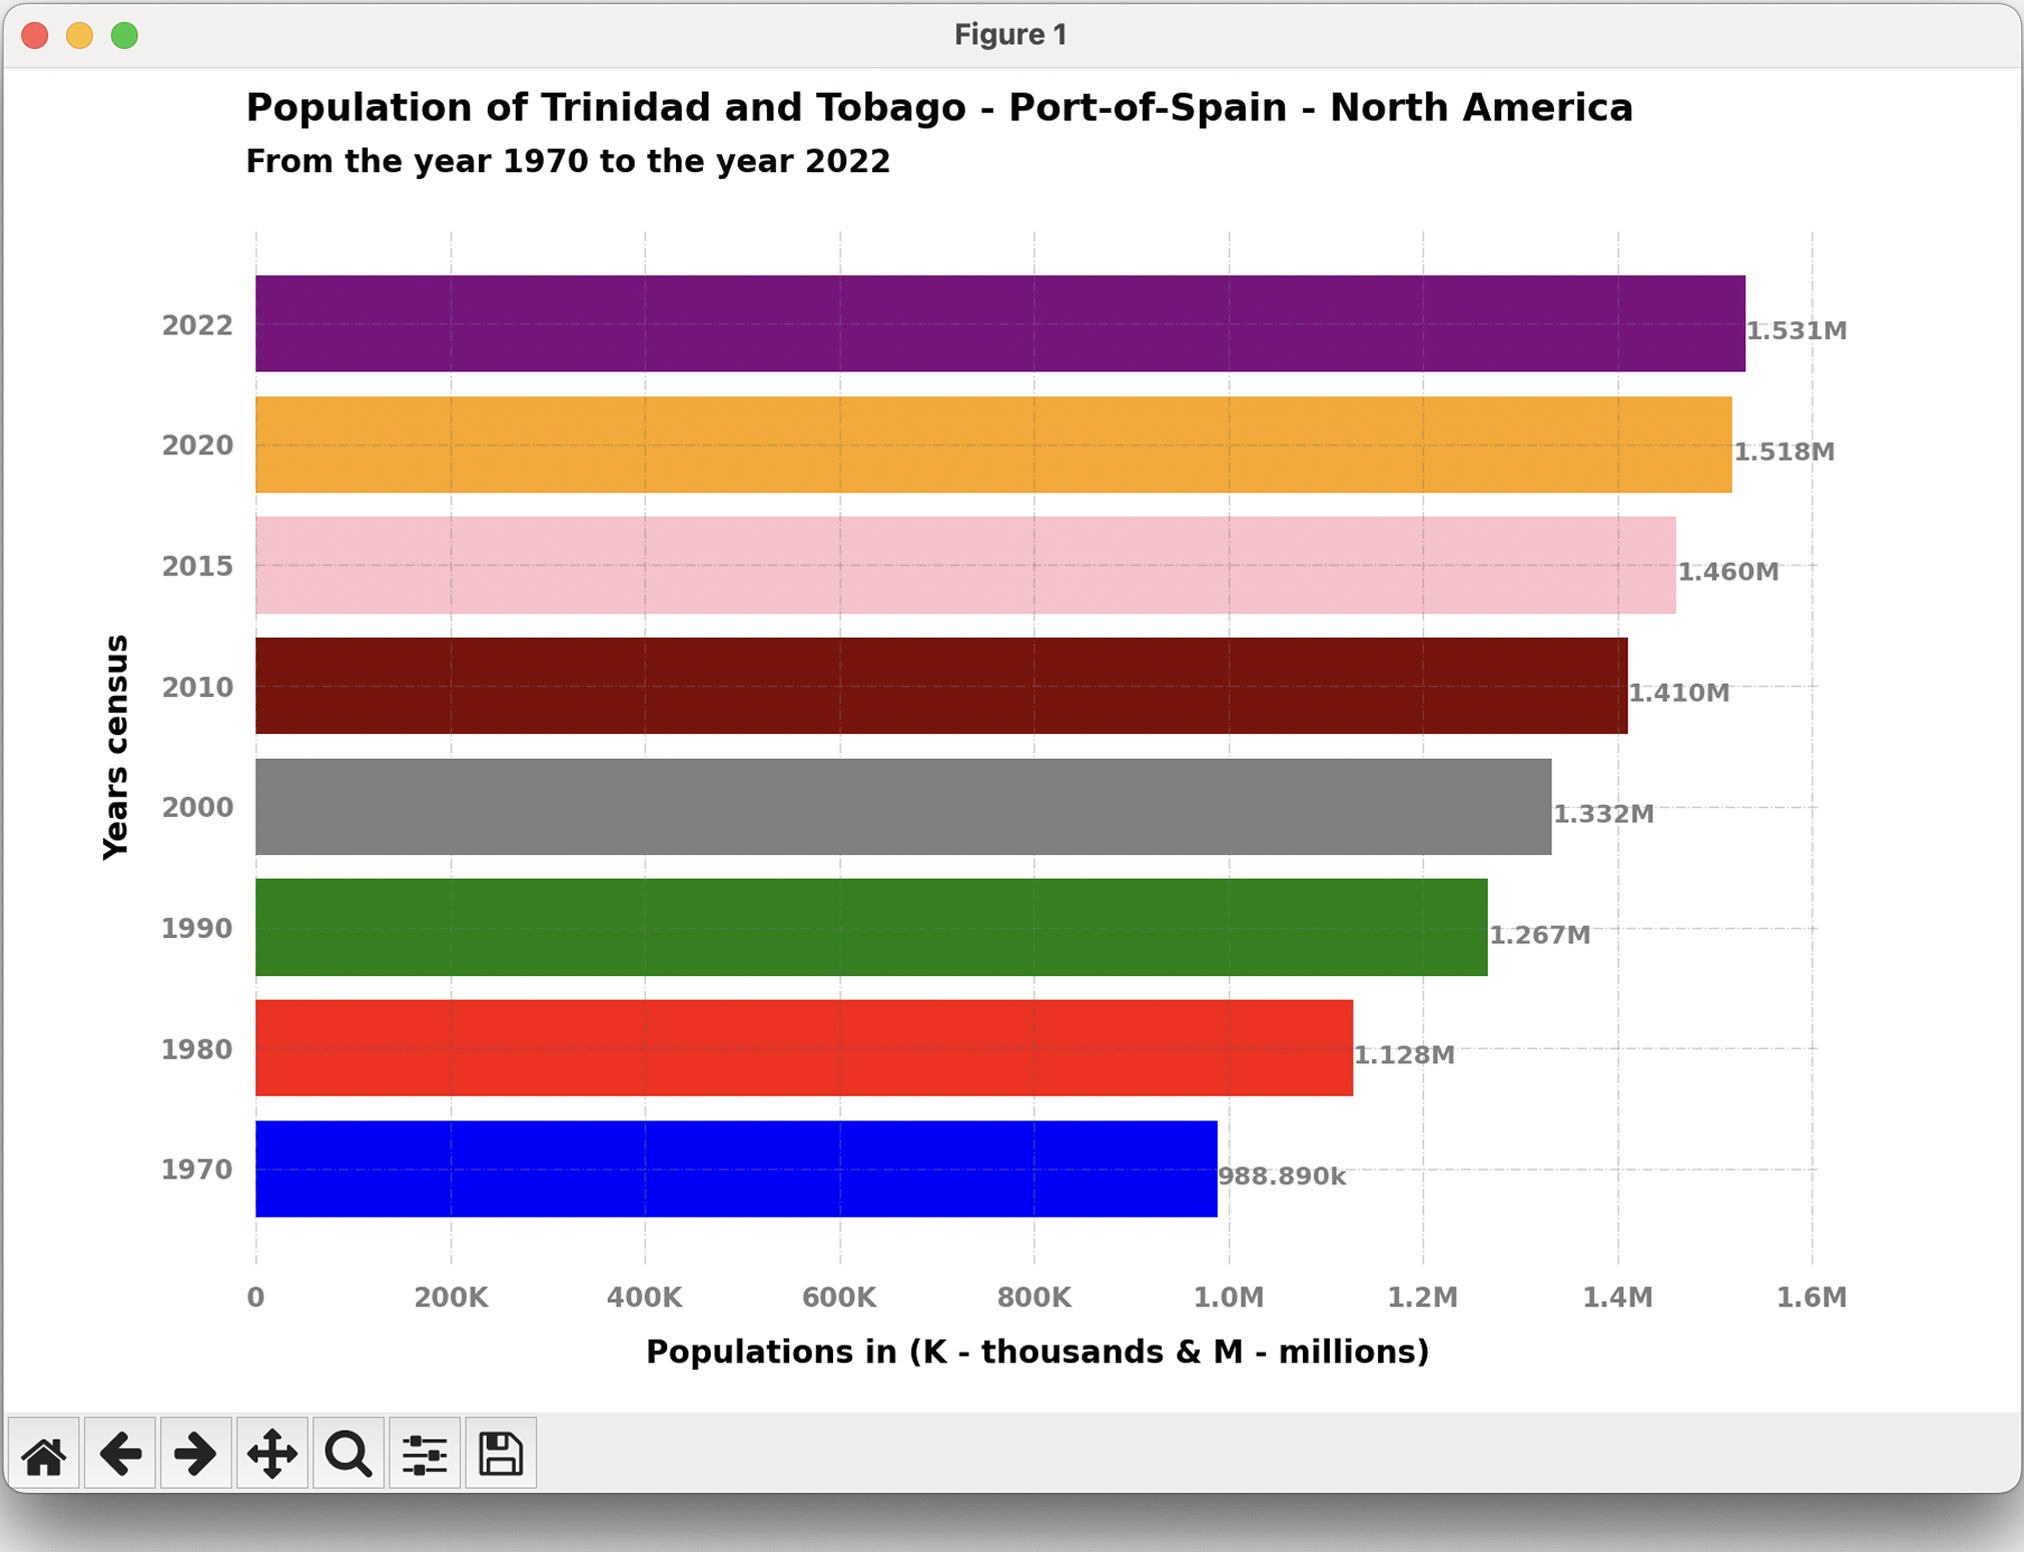 Figure 1
Population of Trinidad and Tobago - Port-of-Spain - North America
From the year 1970 to the year 2022
Years census
2022
1.531M
2020
1.518M
2015
1.460M
2010
1.410M
2000
1.332M
1990
1.267M
1980
1.128M
1970
988.890k
0 200K 400K 600K 800K 1.0M 1.2M 1.4M 1.6M
Populations in (K - thousands & M - millions)